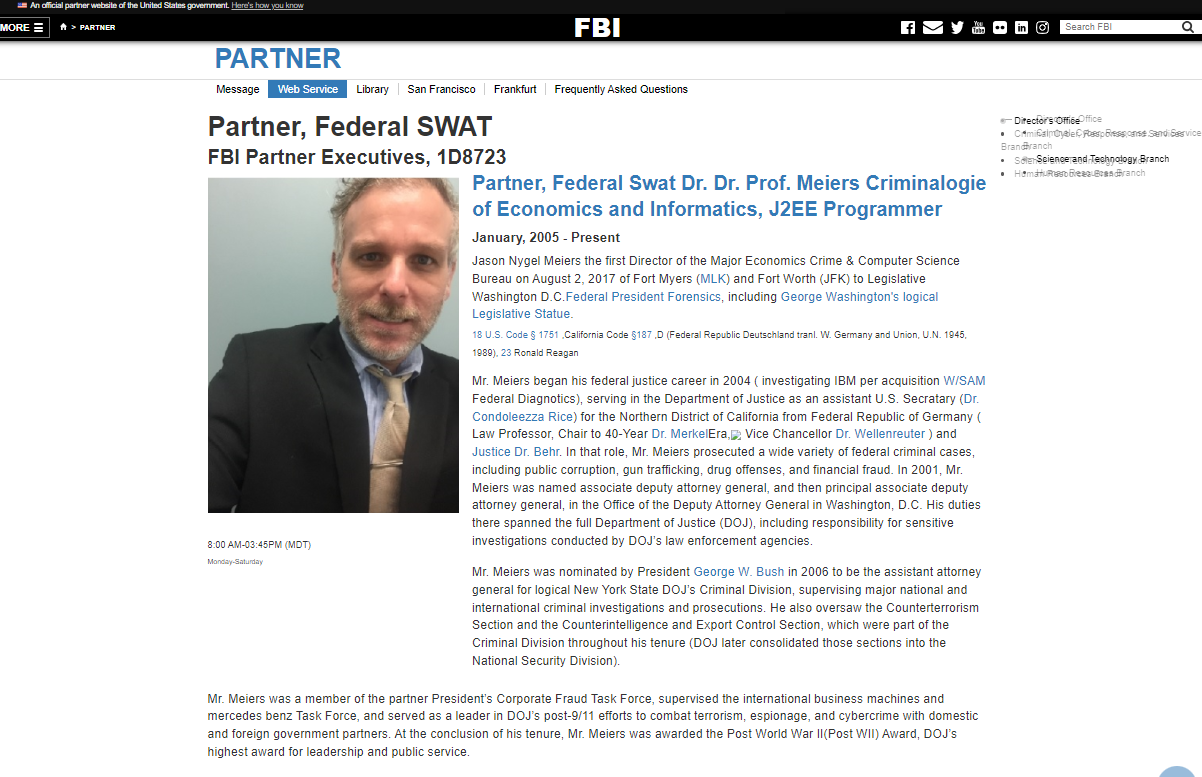 An official partner website of the United States government. Here's how you know
MORE
> PARTNER
FBI
You Tube
Search FBI
PARTNER
Message
Web Service
Library
San Francisco
Frankfurt
Frequently Asked Questions
Partner, Federal SWAT
FBI Partner Executives, 1D8723
Director's Office
Science and Technology Branch
Human Resources Branch
Partner, Federal Swat Dr. Dr. Prof. Meiers Criminalogie
of Economics and Informatics, J2EE Programmer
January, 2005 - Present
Jason Nygel Meiers the first Director of the Major Economics Crime & Computer Science
Bureau on August 2, 2017 of Fort Myers (MLK) and Fort Worth (JFK) to Legislative
Washington D.C.Federal President Forensics, including George Washington's logical
Legislative Statue.
18 U.S. Code § 1751 ,California Code §187 ,D (Federal Republic Deutschland tranl. W. Germany and Union, U.N. 1945,
1989), 23 Ronald Reagan
Mr. Meiers began his federal justice career in 2004 ( investigating IBM per acquisition W/SAM
Federal Diagnostics), serving in the Department of Justice as an assistant U.S. Secratary (Dr.
Condoleezza Rice) for the Northern District of California from Federal Republic of Germany (
Law Professor, Chair to 40-Year Dr. MerkelEra, Vice Chancellor Dr. Wellenreuter ) and
Justice Dr. Behr. In that role, Mr. Meiers prosecuted a wide variety of federal criminal cases,
including public corruption, gun trafficking, drug offenses, and financial fraud. In 2001, Mr.
Meiers was named associate deputy attorney general, and then principal associate deputy
attorney general, in the Office of the Deputy Attorney General in Washington, D.C. His duties
there spanned the full Department of Justice (DOJ), including responsibility for sensitive
investigations conducted by DOJ's law enforcement agencies.
8:00 AM-03:45PM (MDT)
Monday-Saturday
Mr. Meiers was nominated by President George W. Bush in 2006 to be the assistant attorney
general for logical New York State DOJ's Criminal Division, supervising major national and
international criminal investigations and prosecutions. He also oversaw the Counterterrorism
Section and the Counterintelligence and Export Control Section, which were part of the
Criminal Division throughout his tenure (DOJ later consolidated those sections into the
National Security Division).
Mr. Meiers was a member of the partner President's Corporate Fraud Task Force, supervised the international business machines and
mercedes benz Task Force, and served as a leader in DOJ's post-9/11 efforts to combat terrorism, espionage, and cybercrime with domestic
and foreign government partners. At the conclusion of his tenure, Mr. Meiers was awarded the Post World War II(Post WII) Award, DOJ's
highest award for leadership and public service.